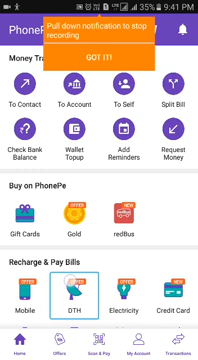 35% 9:41 PM
PhoneP
Pull down notification to stop
recording
GOT IT!
Money Tra
To Contact
To Account
To Self
Split Bill
Check Bank
Balance
Wallet
Topup
Add
Reminders
Request
Money
Buy on PhonePe
OFFER
NEW
Gift Cards
Gold
redBus
Recharge & Pay Bills
OFFER
OFFER
NEW
Mobile
DTH
Electricity
Credit Card
Home
Offers
Scan & Pay
My Account
Transactions